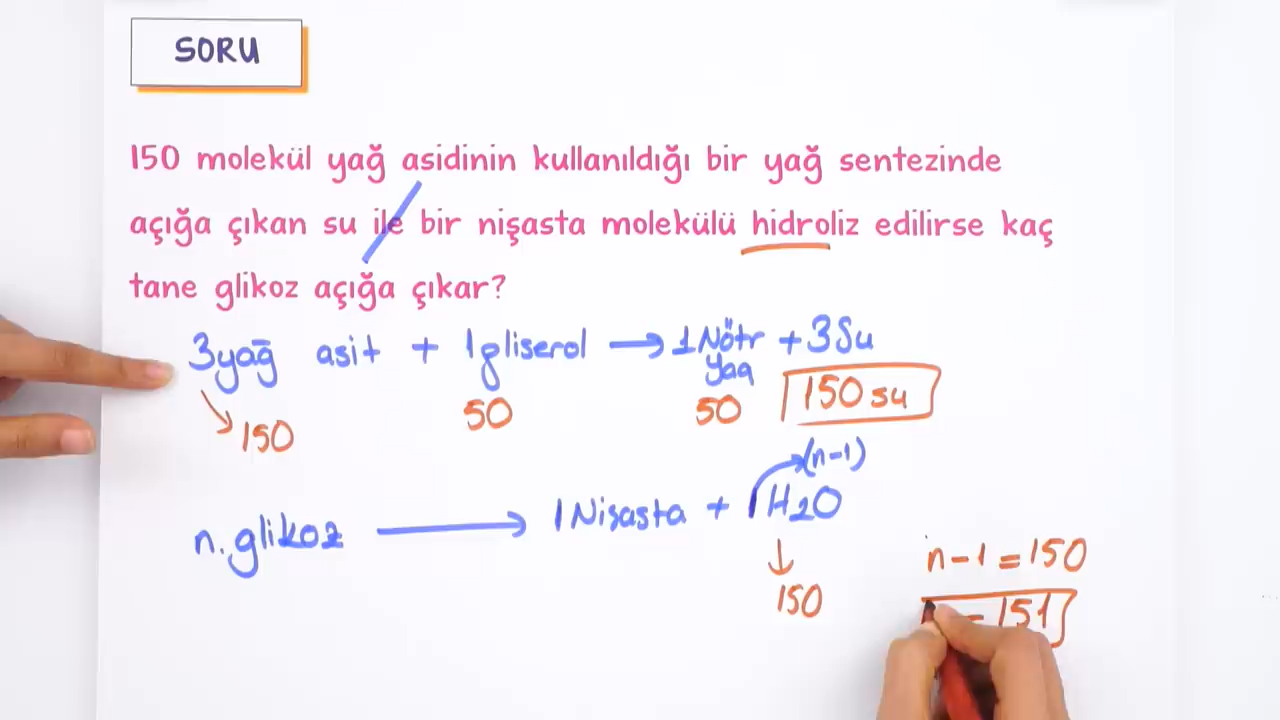 SORU
150 molekül yağ asidinin kullanıldığı bir yağ sentezinde
açığa çıkan su ile bir nişasta molekülü hidroliz edilirse kaç
tane glikoz açığa çıkar?
3yağ asit + 1gliserol → 1Nötr + 3Su
Yağ
150 50 50 150 su
(n-1)
n. glikoz → 1Nisasta + H2O
150
n-1=150
= 151